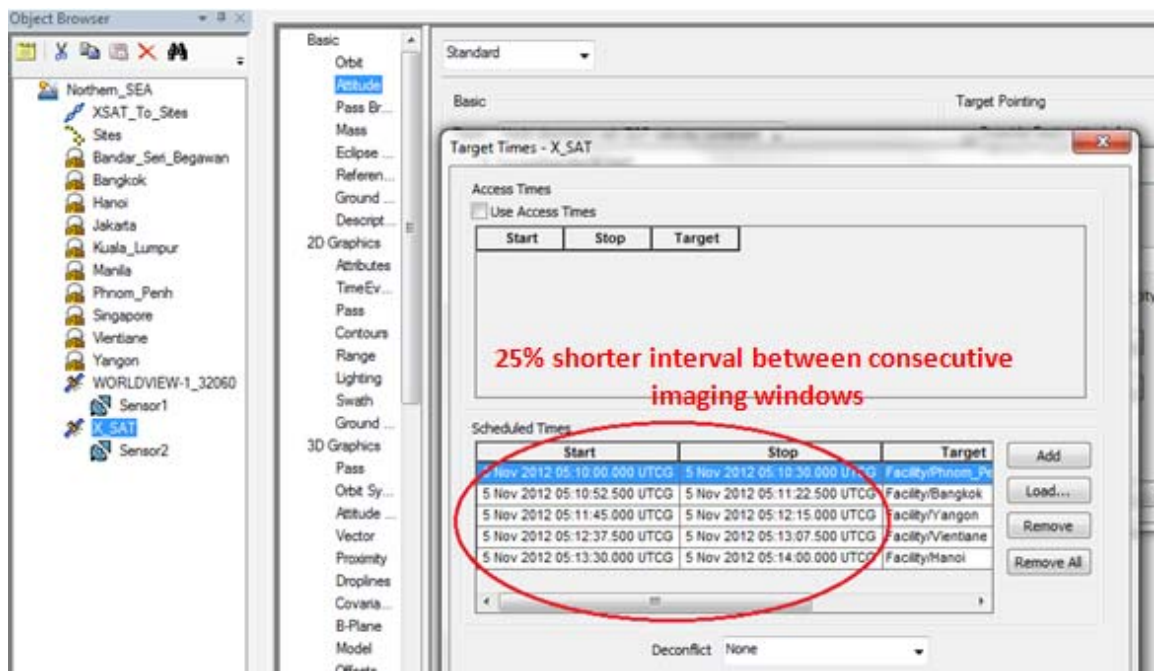 Object Browser
Northern_SEA
XSAT_To_Sites
Sites
Bandar_Seri_Begawan
Bangkok
Hanoi
Jakarta
Kuala_Lumpur
Manila
Phnom_Penh
Singapore
Vientiane
Yangon
WORLDVIEW-1_32060
Sensor1
X_SAT
Sensor2
Basic
Orbit
Attitude
Pass Br...
Mass
Eclipse ...
Referen...
Ground ...
Descript...
2D Graphics
Attributes
TimeEv...
Pass
Contours
Range
Lighting
Swath
Ground ...
3D Graphics
Pass
Orbit Sy...
Attitude ...
Vector
Proximity
Droplines
Covaria...
B-Plane
Model
Offsets
Standard
Basic
Target Pointing
Target Times - X_SAT
Access Times
Use Access Times
Start Stop Target
25% shorter interval between consecutive
imaging windows
Scheduled Times
Start Stop Target
5 Nov 2012 05:10:00.000 UTCG 5 Nov 2012 05:10:30.000 UTCG Facility/Phnom_Pe
5 Nov 2012 05:10:52.500 UTCG 5 Nov 2012 05:11:22.500 UTCG Facility/Bangkok
5 Nov 2012 05:11:45.000 UTCG 5 Nov 2012 05:12:15.000 UTCG Facility/Yangon
5 Nov 2012 05:12:37.500 UTCG 5 Nov 2012 05:13:07.500 UTCG Facility/Vientiane
5 Nov 2012 05:13:30.000 UTCG 5 Nov 2012 05:14:00.000 UTCG Facility/Hanoi
Add
Load...
Remove
Remove All
Deconflict None